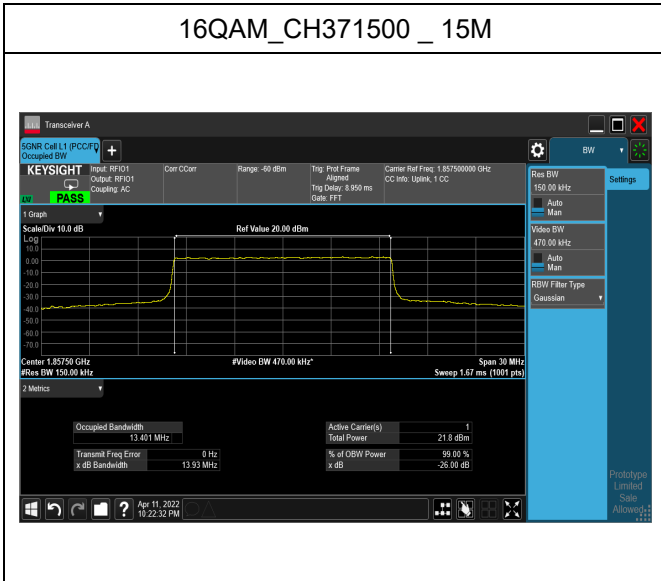 16QAM_CH371500 _ 15M
Transceiver A
5GNR Cell L1 (PCC/FD
Occupied BW
BW
KEYSIGHT
Input: RFIO1
Output: RFIO1
Coupling: AC
Corr CCorr
Range: -60 dBm
Trig: Prot Frame
Aligned
Trig Delay: 8.950 ms
Gate: FFT
Carrier Ref Freq: 1.857500000 GHz
CC Info: Uplink, 1 CC
LXI
PASS
Res BW
150.00 kHz
Auto
Man
Settings
Video BW
470.00 kHz
Auto
Man
RBW Filter Type
Gaussian
1 Graph
Scale/Div 10.0 dB
Ref Value 20.00 dBm
Log
10.0
0.00
-10.0
-20.0
-30.0
-40.0
-50.0
-60.0
-70.0
Center 1.85750 GHz
#Video BW 470.00 kHz*
Span 30 MHz
#Res BW 150.00 kHz
Sweep 1.67 ms (1001 pts)
2 Metrics
Occupied Bandwidth
13.401 MHz
Active Carrier(s) 1
Total Power 21.8 dBm
Transmit Freq Error 0 Hz
x dB Bandwidth 13.93 MHz
% of OBW Power 99.00 %
x dB -26.00 dB
Prototype
Limited
Sale
Allowed
Apr 11, 2022
10:22:32 PM